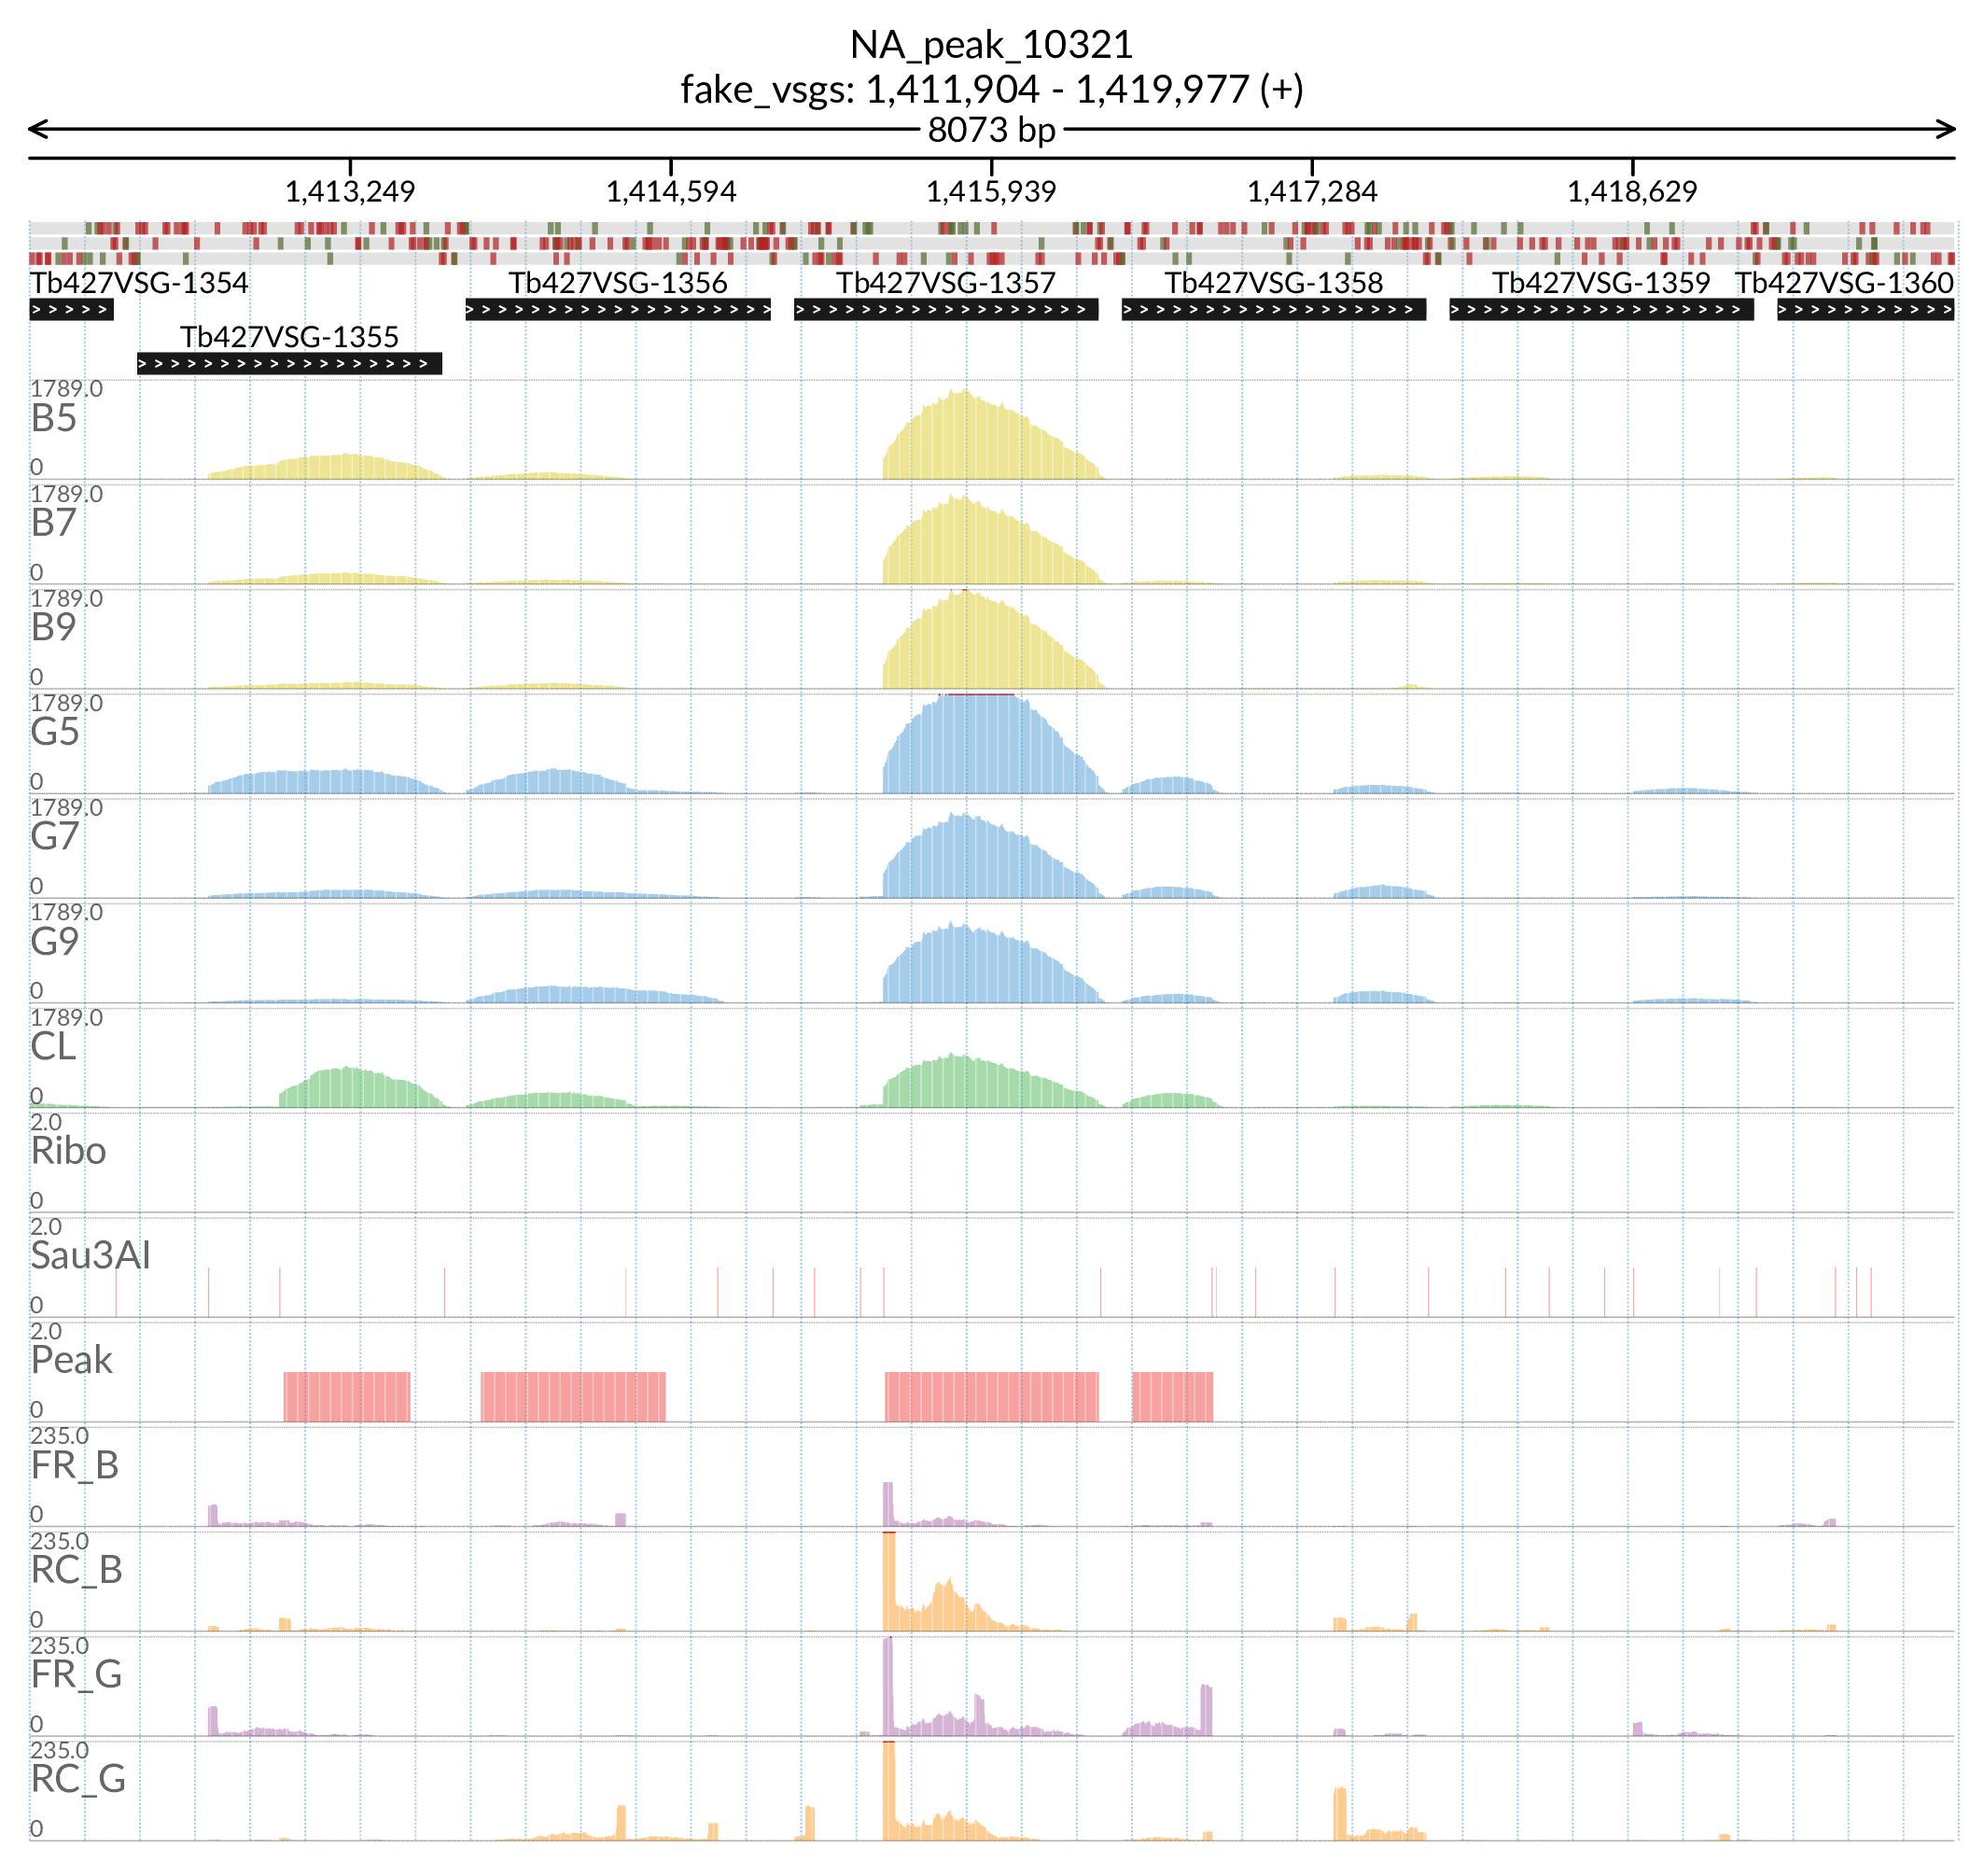 NA_peak_10321
fake_vsgs: 1,411,904 - 1,419,977 (+)
8073 bp
1,413,249 1,414,594 1,415,939 1,417,284 1,418,629
Tb427VSG-1354 Tb427VSG-1356 Tb427VSG-1357 Tb427VSG-1358 Tb427VSG-1359 Tb427VSG-1360
Tb427VSG-1355
1789.0
B5
0
1789.0
B7
0
1789.0
B9
0
1789.0
G5
0
1789.0
G7
0
1789.0
G9
0
1789.0
CL
0
2.0
Ribo
0
2.0
Sau3AI
0
2.0
Peak
0
235.0
FR_B
0
235.0
RC_B
0
235.0
FR_G
0
235.0
RC_G
0